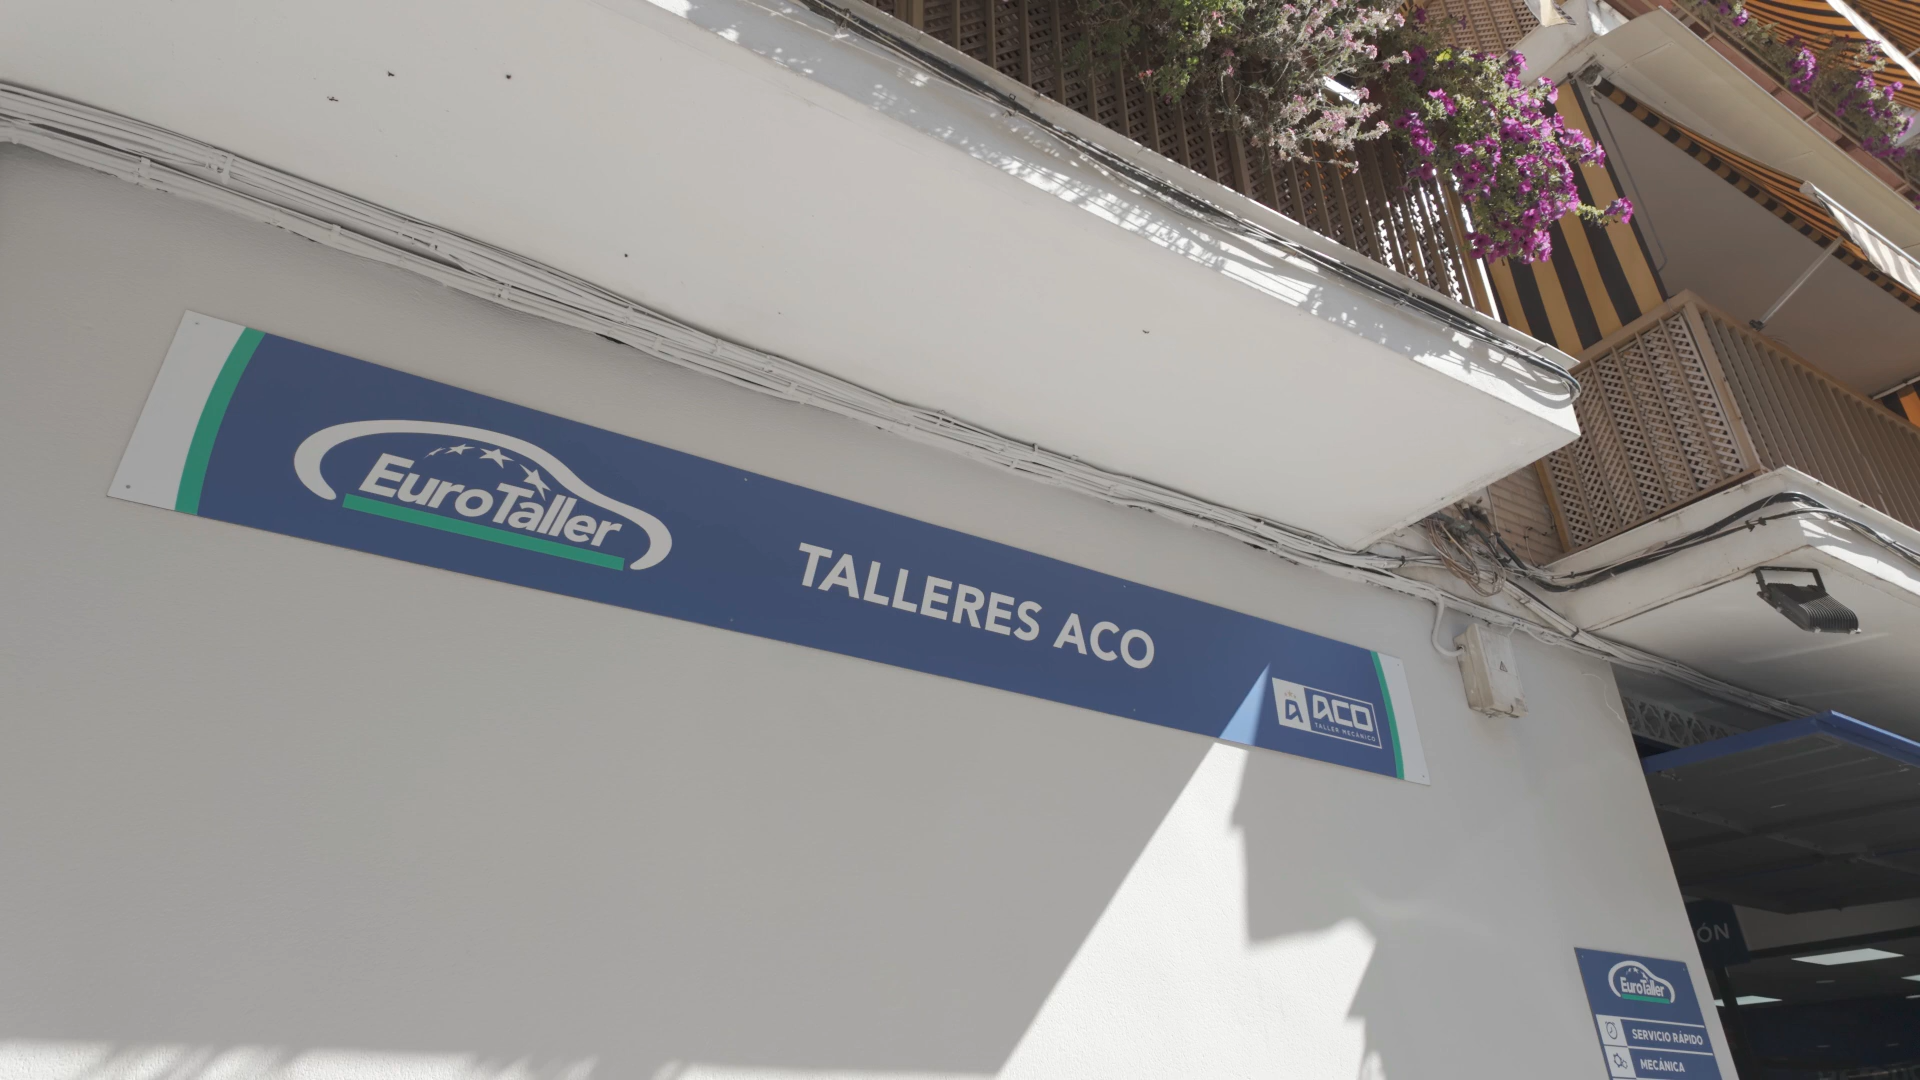 EuroTaller
TALLERES ACO
A ACO
TALLER MECÁNICO
ÓN
EuroTaller
SERVICIO RÁPIDO
MECÁNICA